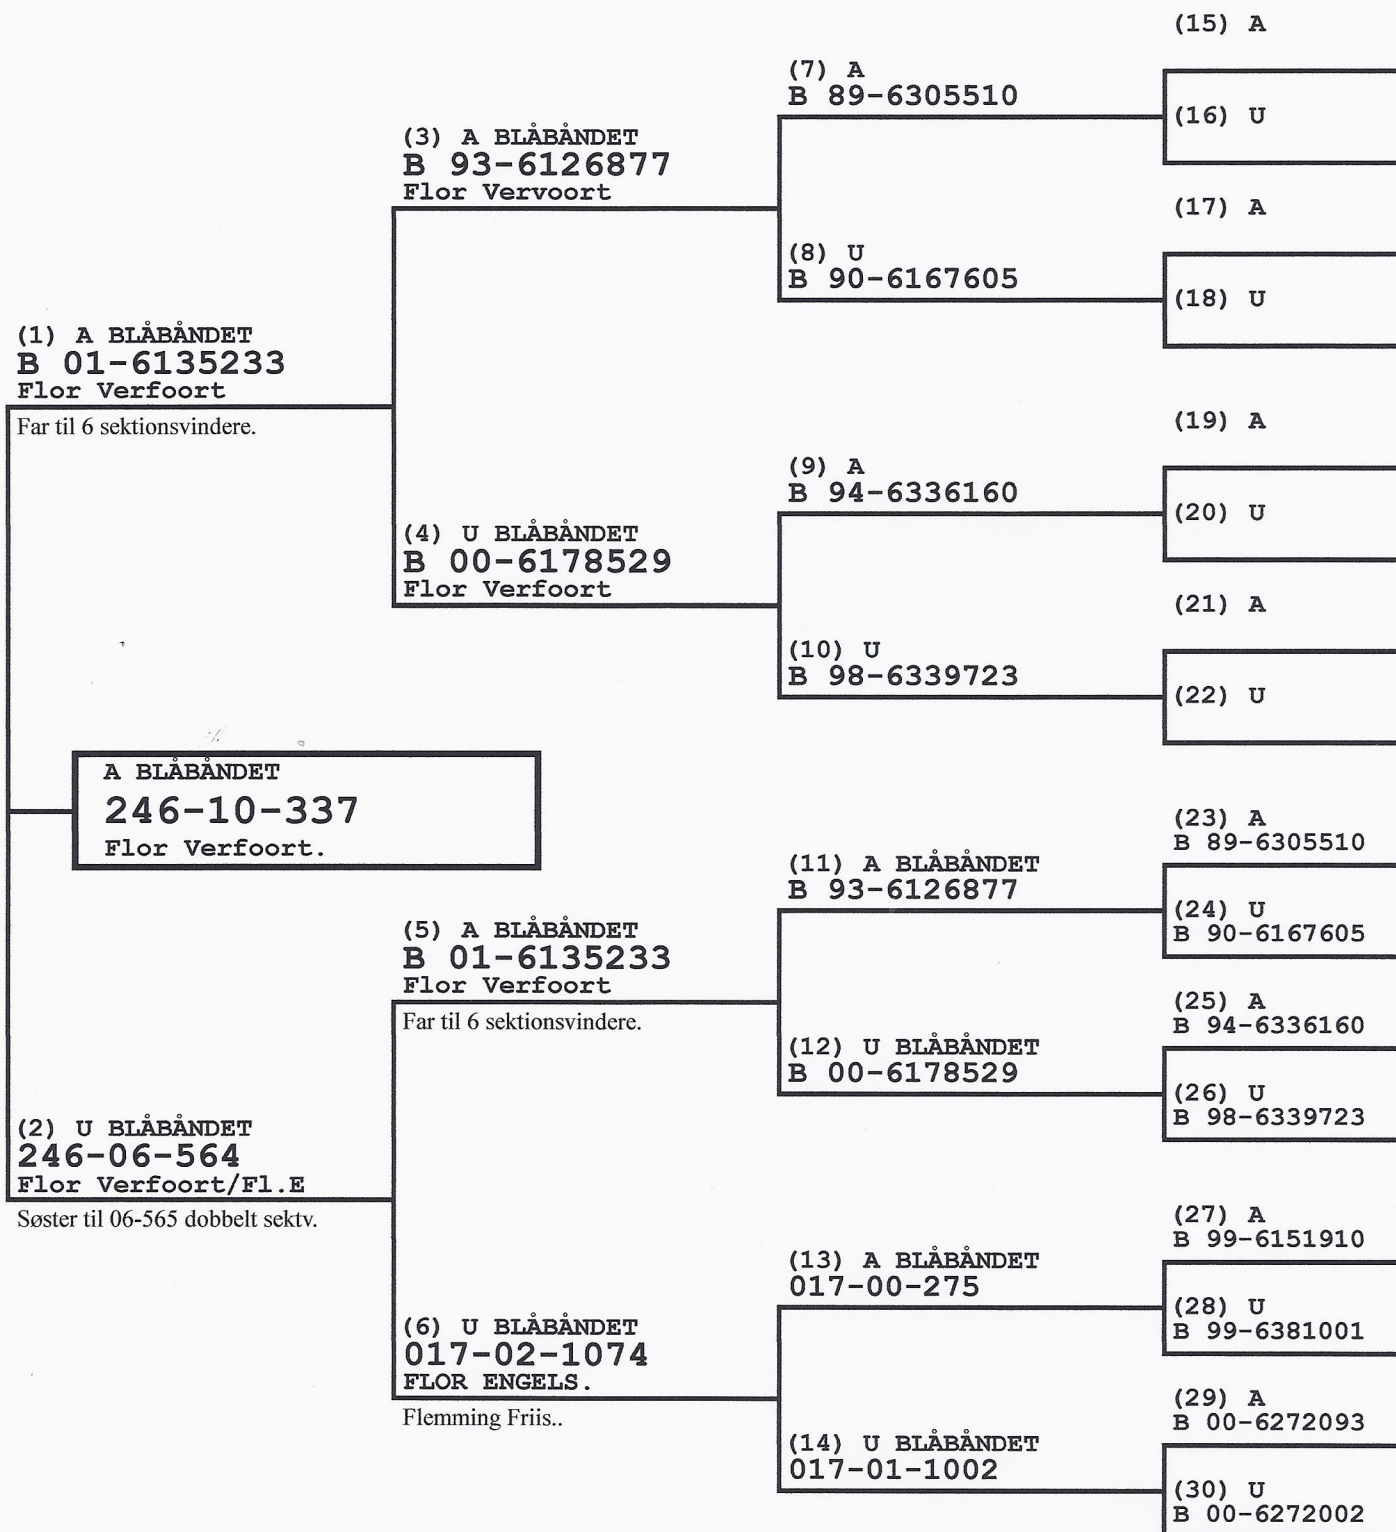 (1) A BLÅBÅNDET
B 01-6135233
Flor Verfoort
Far til 6 sektionsvindere.
A BLÅBÅNDET
246-10-337
Flor Verfoort.
(2) U BLÅBÅNDET
246-06-564
Flor Verfoort/Fl.E
Søster til 06-565 dobbelt sektv.
(3) A BLÅBÅNDET
B 93-6126877
Flor Vervoort
(4) U BLÅBÅNDET
B 00-6178529
Flor Verfoort
(5) A BLÅBÅNDET
B 01-6135233
Flor Verfoort
Far til 6 sektionsvindere.
(6) U BLÅBÅNDET
017-02-1074
FLOR ENGELS.
Flemming Friis..
(7) A
B 89-6305510
(8) U
B 90-6167605
(9) A
B 94-6336160
(10) U
B 98-6339723
(11) A BLÅBÅNDET
B 93-6126877
(12) U BLÅBÅNDET
B 00-6178529
(13) A BLÅBÅNDET
017-00-275
(14) U BLÅBÅNDET
017-01-1002
(15) A
(16) U
(17) A
(18) U
(19) A
(20) U
(21) A
(22) U
(23) A
B 89-6305510
(24) U
B 90-6167605
(25) A
B 94-6336160
(26) U
B 98-6339723
(27) A
B 99-6151910
(28) U
B 99-6381001
(29) A
B 00-6272093
(30) U
B 00-6272002